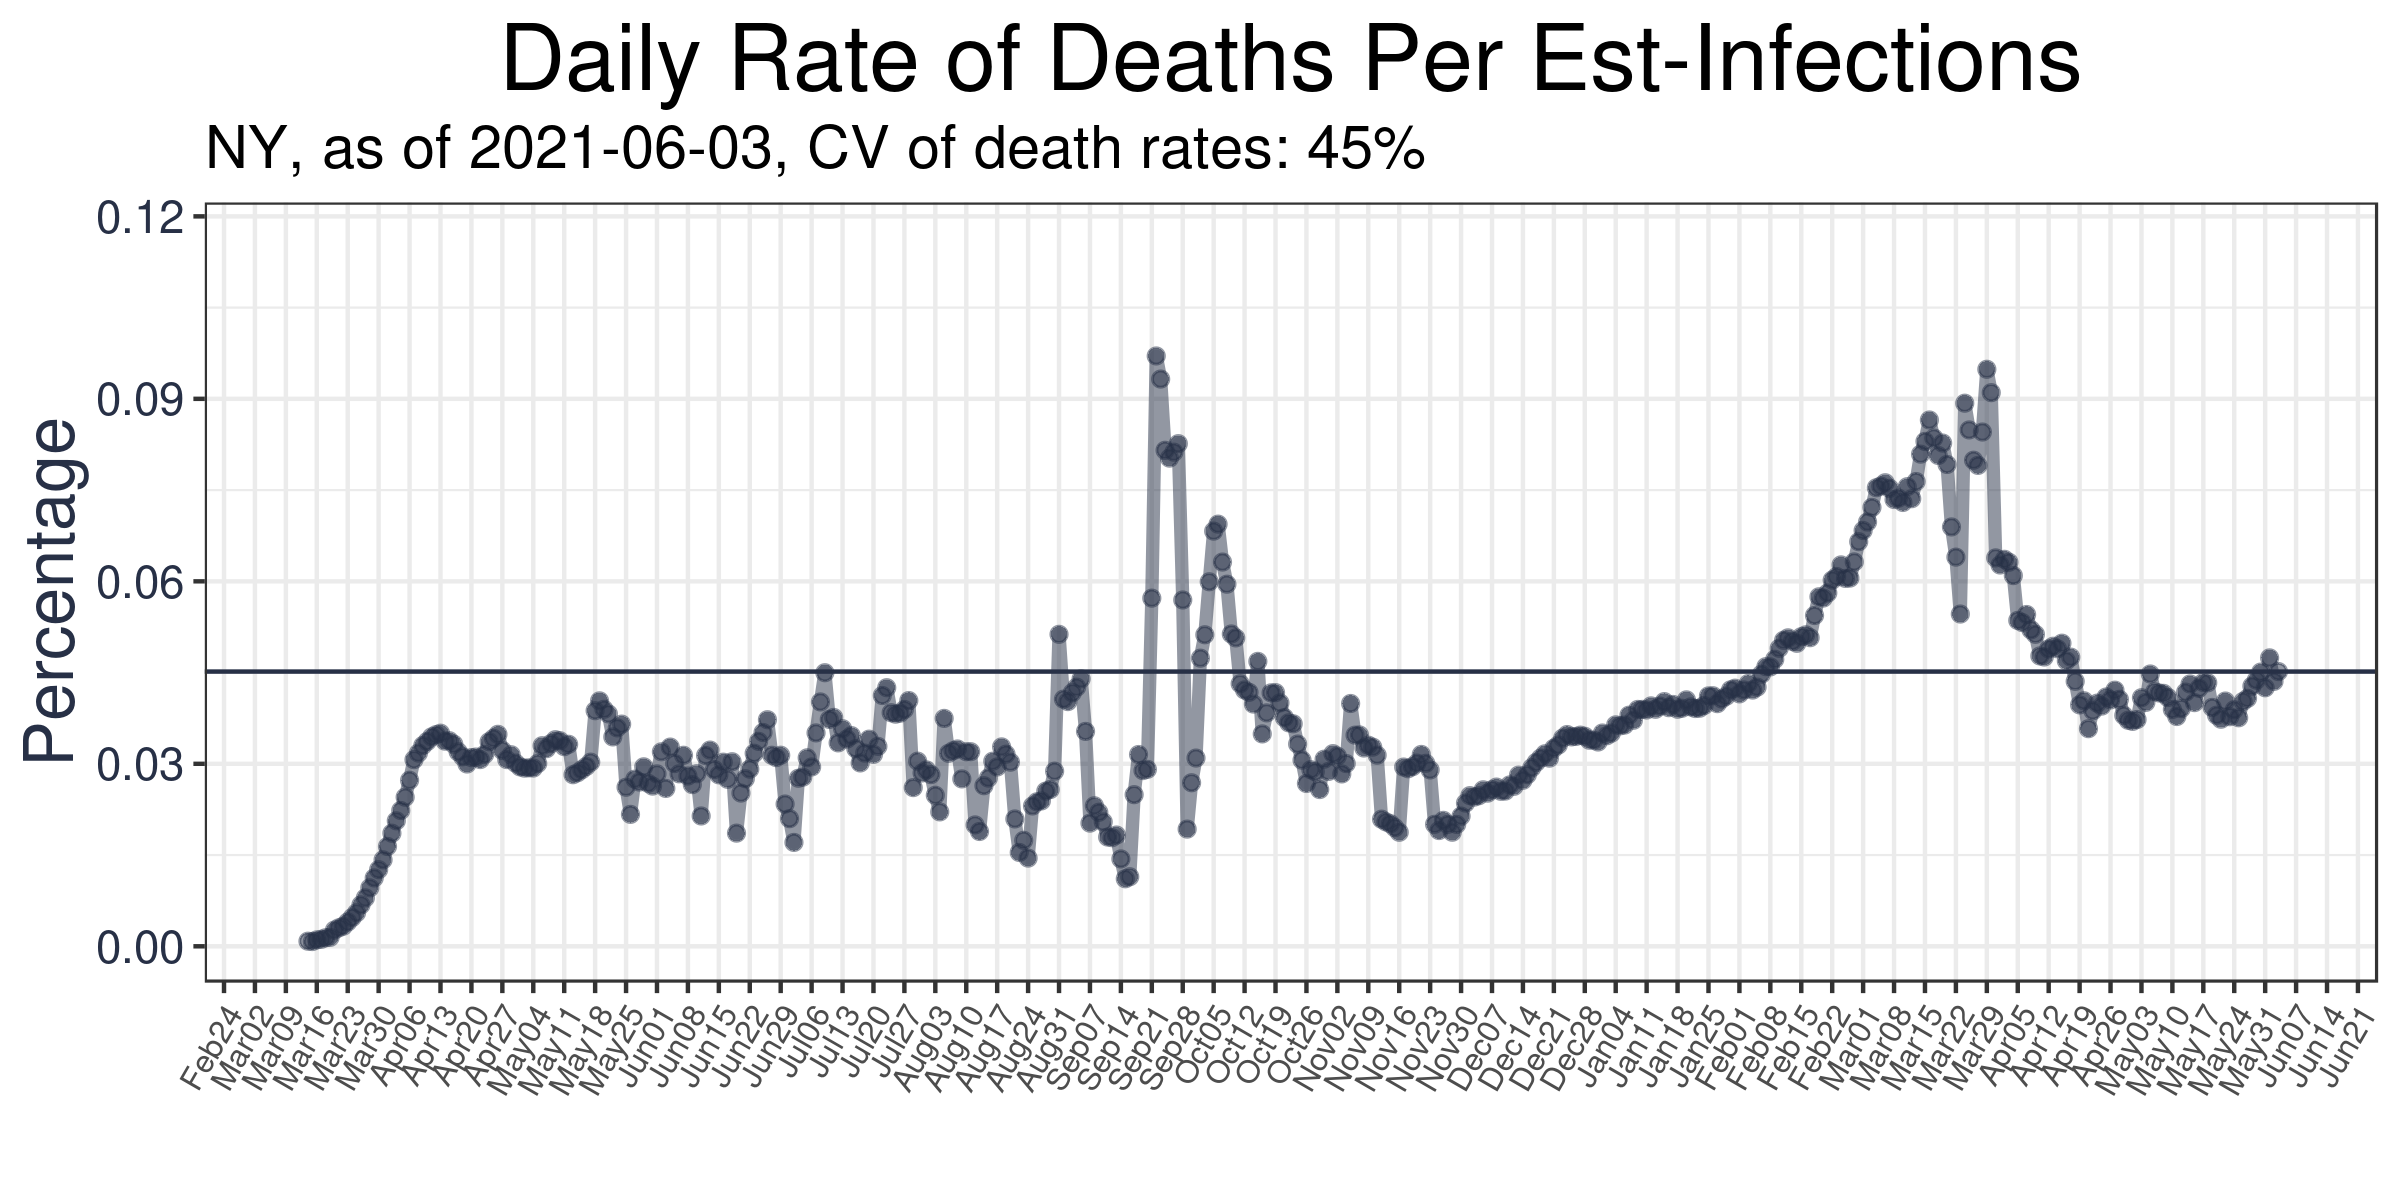 Daily Rate of Deaths Per Est-Infections
NY, as of 2021-06-03, CV of death rates: 45%
Percentage
0.12
0.09
0.06
0.03
0.00
Feb24
Mar02
Mar09
Mar16
Mar23
Mar30
Apr06
Apr13
Apr20
Apr27
May04
May11
May18
May25
Jun01
Jun08
Jun15
Jun22
Jun29
Jul06
Jul13
Jul20
Jul27
Aug03
Aug10
Aug17
Aug24
Aug31
Sep07
Sep14
Sep21
Sep28
Oct05
Oct12
Oct19
Oct26
Nov02
Nov09
Nov16
Nov23
Nov30
Dec07
Dec14
Dec21
Dec28
Jan04
Jan11
Jan18
Jan25
Feb01
Feb08
Feb15
Feb22
Mar01
Mar08
Mar15
Mar22
Mar29
Apr05
Apr12
Apr19
Apr26
May03
May10
May17
May24
May31
Jun07
Jun14
Jun21